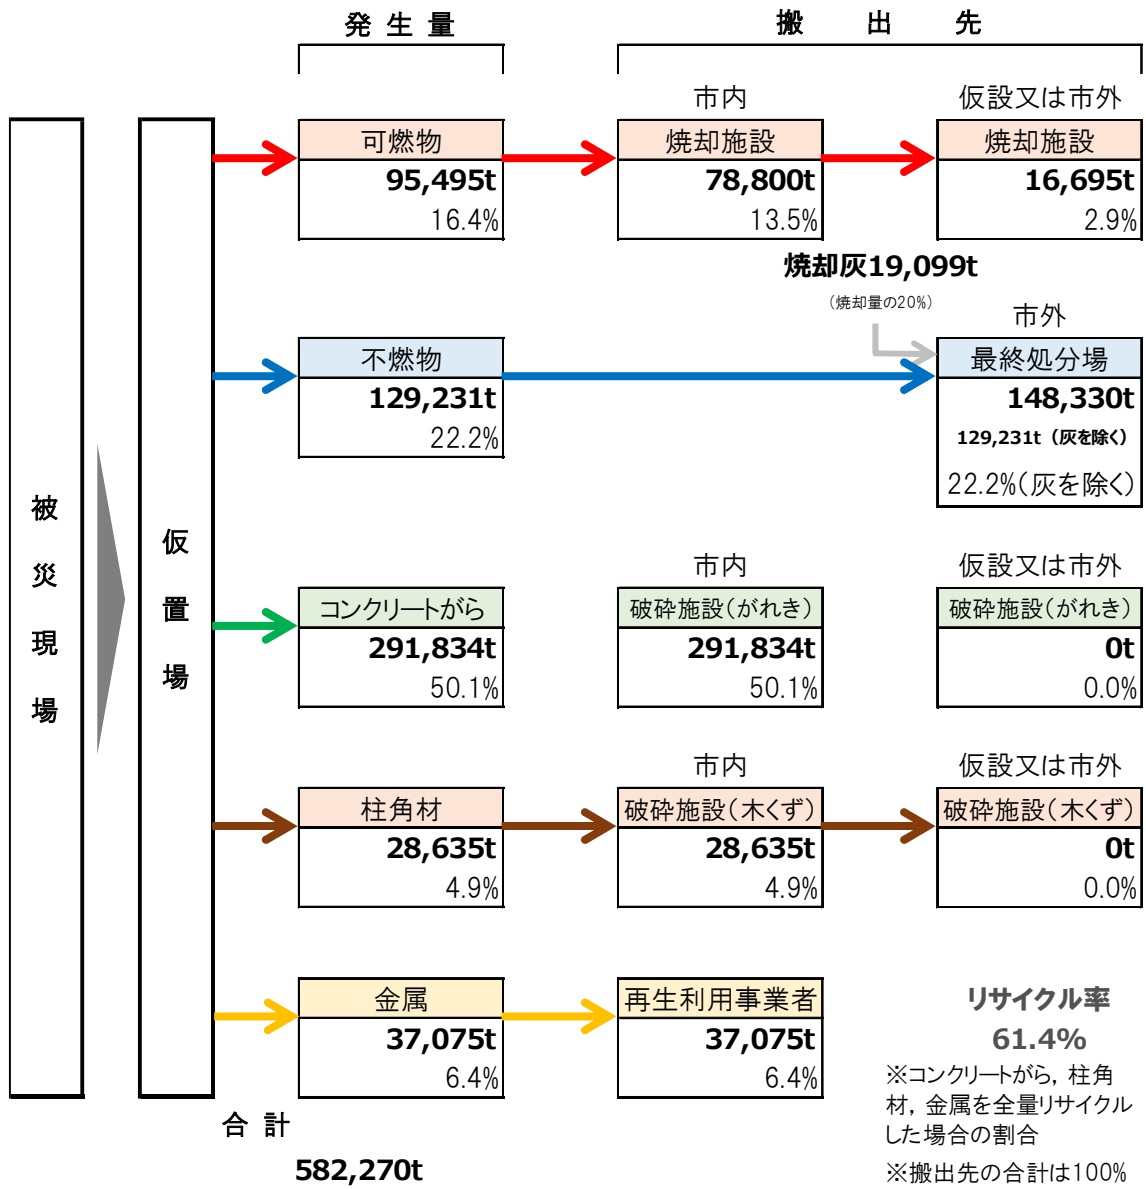 発生量
搬出先
市内
仮設又は市外
可燃物
焼却施設
焼却施設
95,495t
78,800t
16,695t
16.4%
13.5%
2.9%
焼却灰19,099t
(焼却量の20%)
市外
不燃物
最終処分場
129,231t
148,330t
22.2%
129,231t（灰を除く）
22.2%(灰を除く)
被災現場
仮置場
市内
仮設又は市外
コンクリートがら
破砕施設(がれき)
破砕施設(がれき)
291,834t
291,834t
0t
50.1%
50.1%
0.0%
市内
仮設又は市外
柱角材
破砕施設(木くず)
破砕施設(木くず)
28,635t
28,635t
0t
4.9%
4.9%
0.0%
金属
再生利用事業者
37,075t
37,075t
6.4%
6.4%
リサイクル率
61.4%
※コンクリートがら，柱角
材，金属を全量リサイクル
した場合の割合
※搬出先の合計は100%
合計
582,270t